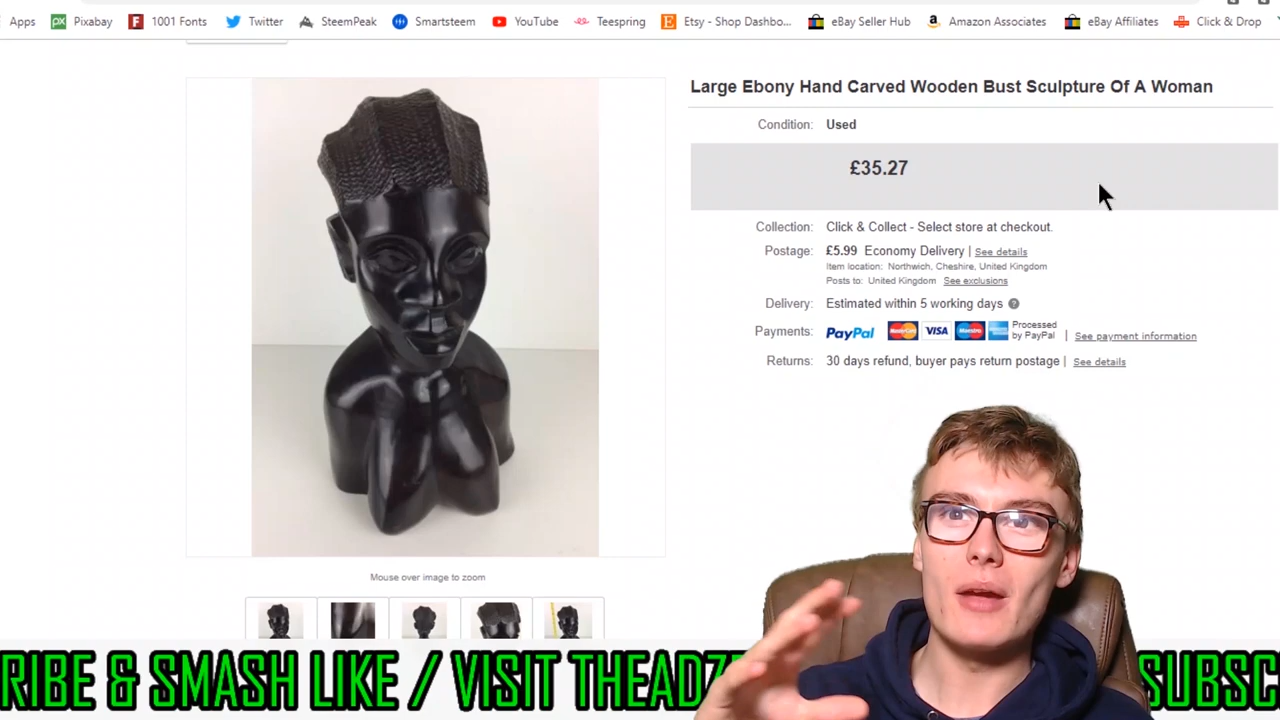 Apps Pixabay 1001 Fonts Twitter SteemPeak Smartsteem YouTube Teespring Etsy - Shop Dashbo... eBay Seller Hub Amazon Associates eBay Affiliates Click & Drop
Large Ebony Hand Carved Wooden Bust Sculpture Of A Woman
Condition: Used
£35.27
Collection: Click & Collect - Select store at checkout.
Postage: £5.99 Economy Delivery | See details
Item location: Northwich, Cheshire, United Kingdom
Posts to: United Kingdom See exclusions
Delivery: Estimated within 5 working days
Payments: PayPal MasterCard VISA Maestro Processed
by PayPal | See payment information
Returns: 30 days refund, buyer pays return postage | See details
Mouse over image to zoom
RIBE & SMASH LIKE / VISIT THEADZ SUBSC